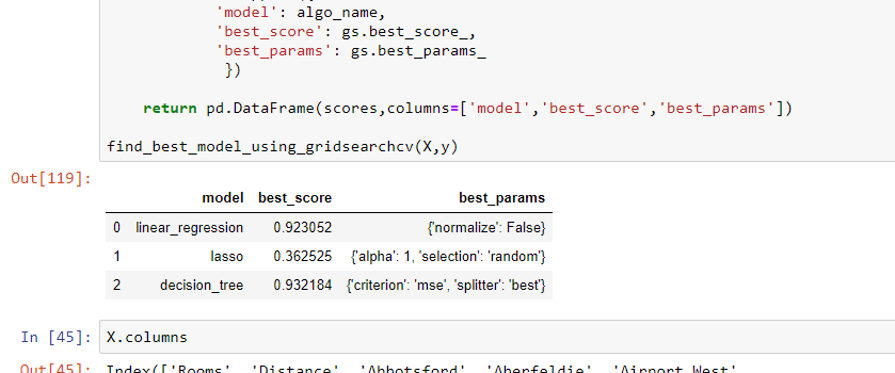 'model': algo_name,
'best_score': gs.best_score_,
'best_params': gs.best_params_
})
return pd.DataFrame(scores,columns=['model','best_score','best_params'])
find_best_model_using_gridsearchcv(X,y)
Out[119]:
model best_score best_params
0 linear_regression 0.923052 {'normalize': False}
1 lasso 0.362525 {'alpha': 1, 'selection': 'random'}
2 decision_tree 0.932184 {'criterion': 'mse', 'splitter': 'best'}
In [45]: X.columns
Out[45]: Index(['Rooms', 'Distance', 'Abbotsford', 'Aberfeldie', 'Airport West',